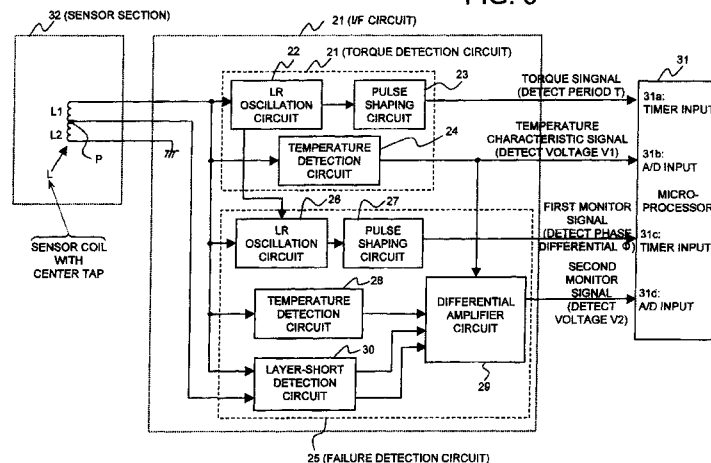 32 (SENSOR SECTION)
L1
L2
P
L
SENSOR COIL
WITH
CENTER TAP
21 (I/F CIRCUIT)
21 (TORQUE DETECTION CIRCUIT)
22
LR
OSCILLATION
CIRCUIT
23
PULSE
SHAPING
CIRCUIT
24
TEMPERATURE
DETECTION
CIRCUIT
26
LR
OSCILLATION
CIRCUIT
27
PULSE
SHAPING
CIRCUIT
28
TEMPERATURE
DETECTION
CIRCUIT
30
LAYER-SHORT
DETECTION
CIRCUIT
DIFFERENTIAL
AMPLIFIER
CIRCUIT
29
25 (FAILURE DETECTION CIRCUIT)
TORQUE SINGNAL
(DETECT PERIOD T)
TEMPERATURE
CHARACTERISTIC SIGNAL
(DETECT VOLTAGE V1)
FIRST MONITOR
SIGNAL
(DETECT PHASE
DIFFERENTIAL Φ)
SECOND
MONITOR
SIGNAL
(DETECT
VOLTAGE V2)
31
31a:
TIMER INPUT
31b:
A/D INPUT
MICRO-
PROCESSOR
31c:
TIMER INPUT
31d:
A/D INPUT